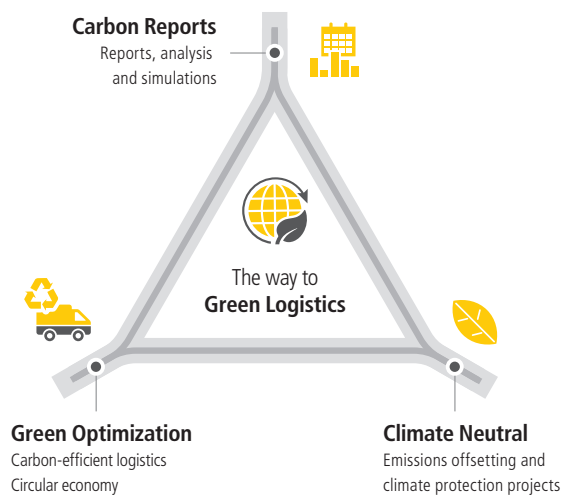 Carbon Reports
Reports, analysis
and simulations
The way to
Green Logistics
Green Optimization
Carbon-efficient logistics
Circular economy
Climate Neutral
Emissions offsetting and
climate protection projects